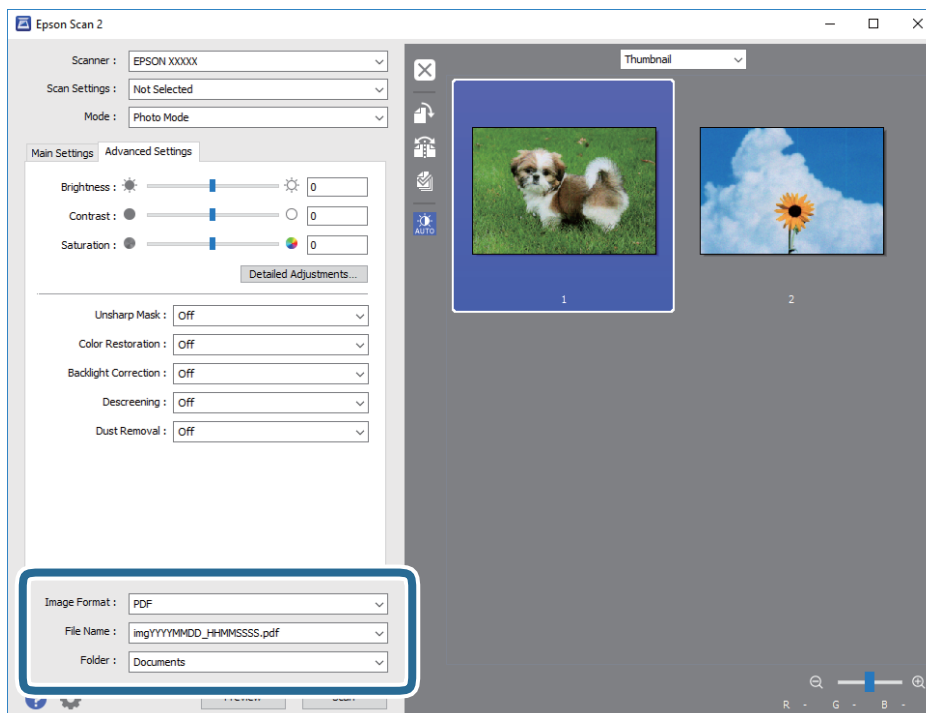 Epson Scan 2
Scanner :
EPSON XXXXX
Scan Settings :
Not Selected
Mode :
Photo Mode
Main Settings
Advanced Settings
Brightness :
0
Contrast :
0
Saturation :
0
Detailed Adjustments...
Unsharp Mask :
Off
Color Restoration :
Off
Backlight Correction :
Off
Descreening :
Off
Dust Removal :
Off
Image Format :
PDF
File Name :
imgYYYYMMDD_HHMMSSSS.pdf
Folder :
Documents
?
Thumbnail
AUTO
1
2
R - G - B -